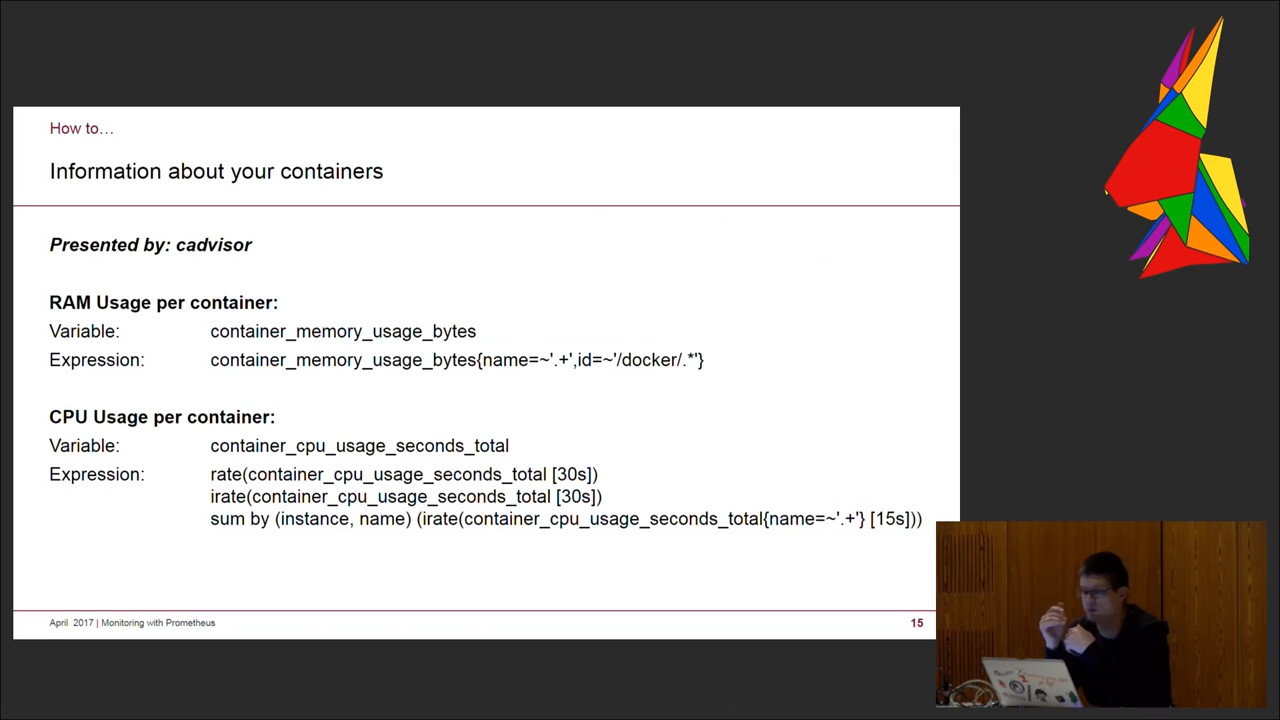 How to…
Information about your containers
Presented by: cadvisor
RAM Usage per container:
Variable: container_memory_usage_bytes
Expression: container_memory_usage_bytes{name=~'.+',id=~'/docker/.*'}
CPU Usage per container:
Variable: container_cpu_usage_seconds_total
Expression: rate(container_cpu_usage_seconds_total [30s])
irate(container_cpu_usage_seconds_total [30s])
sum by (instance, name) (irate(container_cpu_usage_seconds_total{name=~'.+'} [15s]))
April 2017 | Monitoring with Prometheus
15